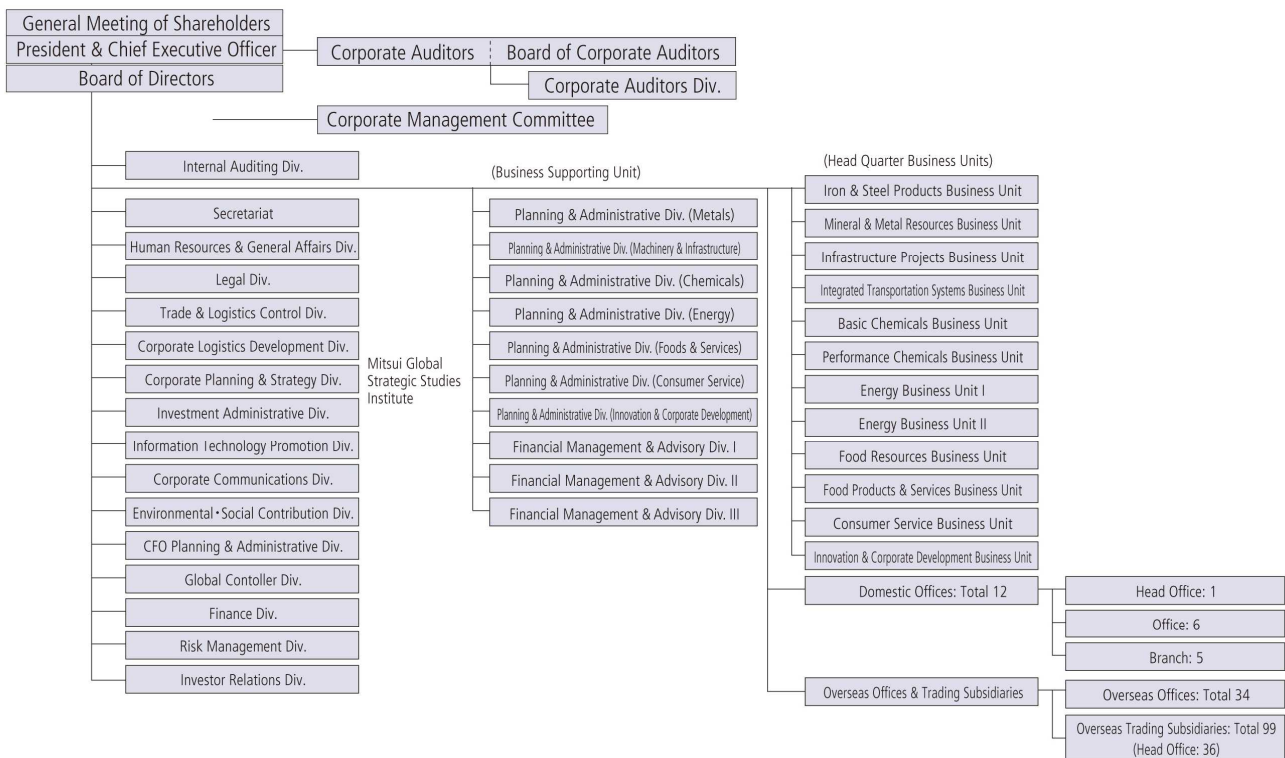 General Meeting of Shareholders
President & Chief Executive Officer
Board of Directors
Corporate Auditors
Board of Corporate Auditors
Corporate Auditors Div.
Corporate Management Committee
Internal Auditing Div.
Secretariat
Human Resources & General Affairs Div.
Legal Div.
Trade & Logistics Control Div.
Corporate Logistics Development Div.
Corporate Planning & Strategy Div.
Investment Administrative Div.
Information Technology Promotion Div.
Corporate Communications Div.
Environmental・Social Contribution Div.
CFO Planning & Administrative Div.
Global Contoller Div.
Finance Div.
Risk Management Div.
Investor Relations Div.
Mitsui Global
Strategic Studies
Institute
(Business Supporting Unit)
Planning & Administrative Div. (Metals)
Planning & Administrative Div. (Machinery & Infrastructure)
Planning & Administrative Div. (Chemicals)
Planning & Administrative Div. (Energy)
Planning & Administrative Div. (Foods & Services)
Planning & Administrative Div. (Consumer Service)
Planning & Administrative Div. (Innovation & Corporate Development)
Financial Management & Advisory Div. I
Financial Management & Advisory Div. II
Financial Management & Advisory Div. III
(Head Quarter Business Units)
Iron & Steel Products Business Unit
Mineral & Metal Resources Business Unit
Infrastructure Projects Business Unit
Integrated Transportation Systems Business Unit
Basic Chemicals Business Unit
Performance Chemicals Business Unit
Energy Business Unit I
Energy Business Unit II
Food Resources Business Unit
Food Products & Services Business Unit
Consumer Service Business Unit
Innovation & Corporate Development Business Unit
Domestic Offices: Total 12
Head Office: 1
Office: 6
Branch: 5
Overseas Offices & Trading Subsidiaries
Overseas Offices: Total 34
Overseas Trading Subsidiaries: Total 99
(Head Office: 36)